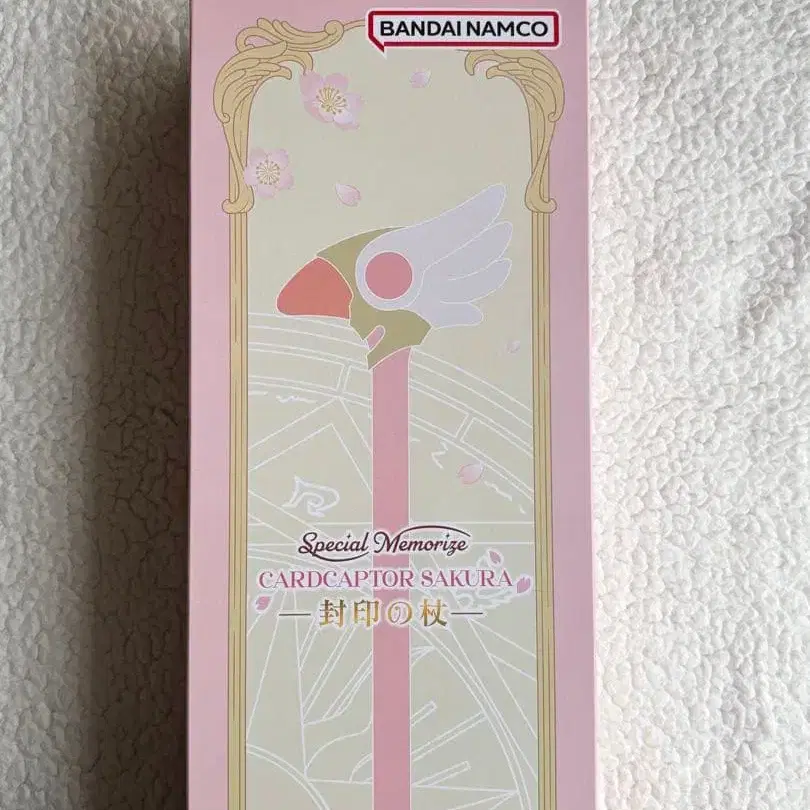 BANDAI NAMCO
Special Memorize
CARDCAPTOR SAKURA
―封印の杖―